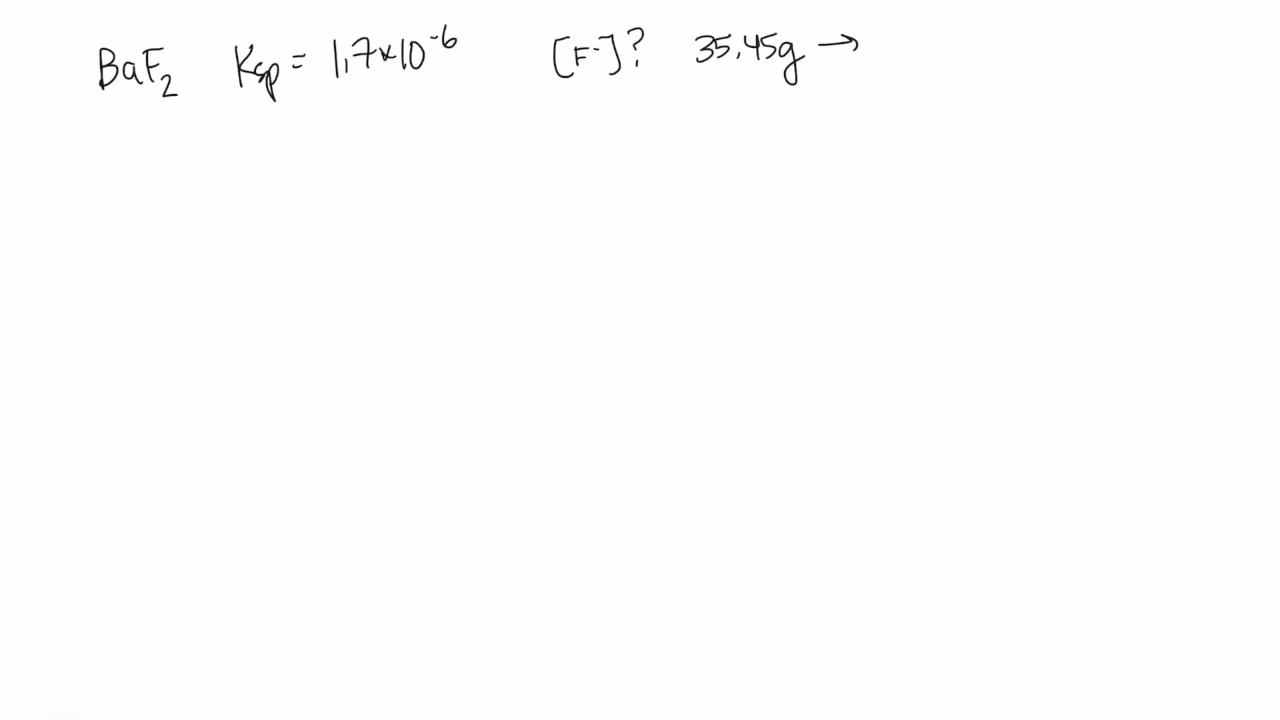 BaF₂ Ksp = 1.7×10⁻⁶ [F⁻]? 35.45g →